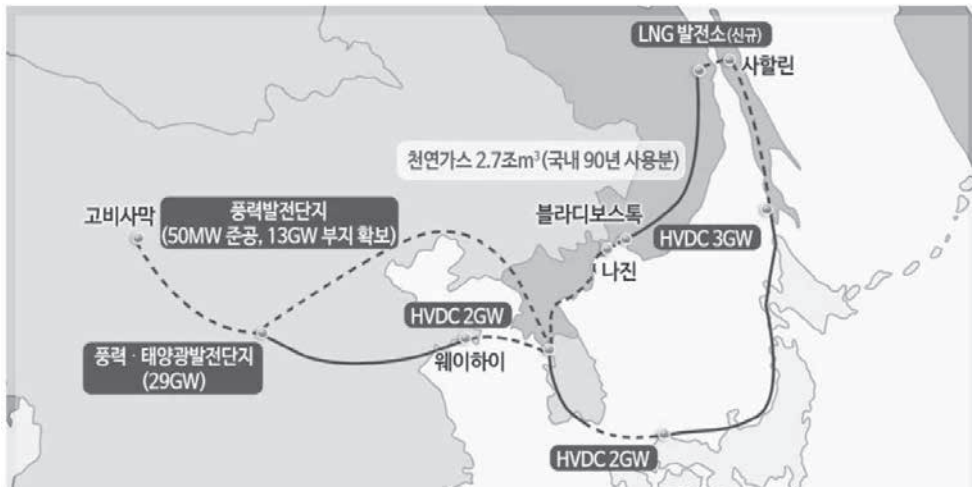 LNG 발전소(신규)
사할린
천연가스 2.7조m³(국내 90년 사용분)
고비사막
풍력발전단지
(50MW 준공, 13GW 부지 확보)
블라디보스톡
HVDC 3GW
나진
HVDC 2GW
웨이하이
풍력 · 태양광발전단지
(29GW)
HVDC 2GW